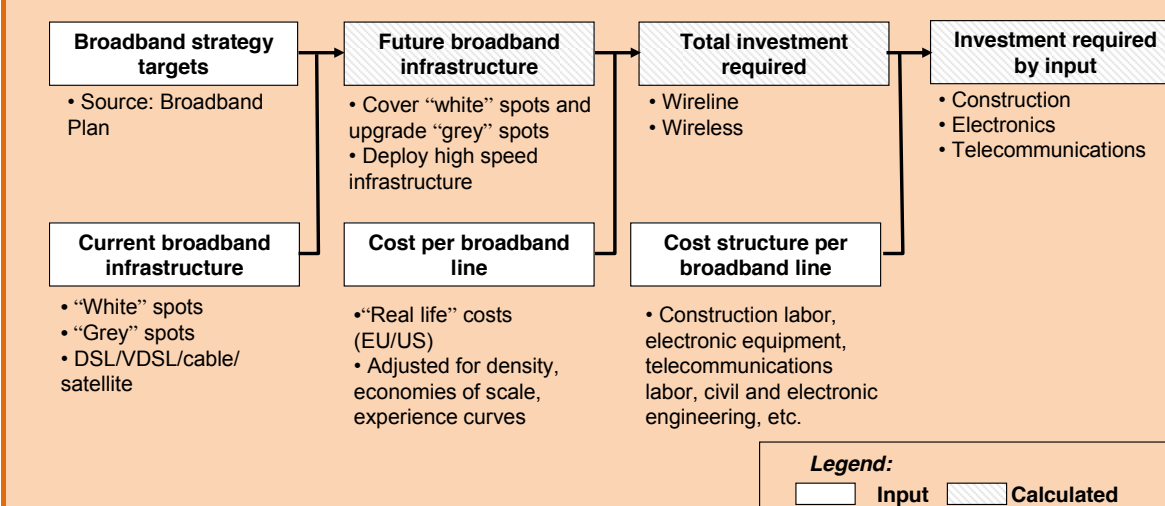 Broadband strategy
targets
• Source: Broadband
Plan
Future broadband
infrastructure
• Cover “white” spots and
upgrade “grey” spots
• Deploy high speed
infrastructure
Total investment
required
• Wireline
• Wireless
Investment required
by input
• Construction
• Electronics
• Telecommunications
Current broadband
infrastructure
• “White” spots
• “Grey” spots
• DSL/VDSL/cable/
satellite
Cost per broadband
line
•“Real life” costs
(EU/US)
• Adjusted for density,
economies of scale,
experience curves
Cost structure per
broadband line
• Construction labor,
electronic equipment,
telecommunications
labor, civil and electronic
engineering, etc.
Legend:
Input Calculated